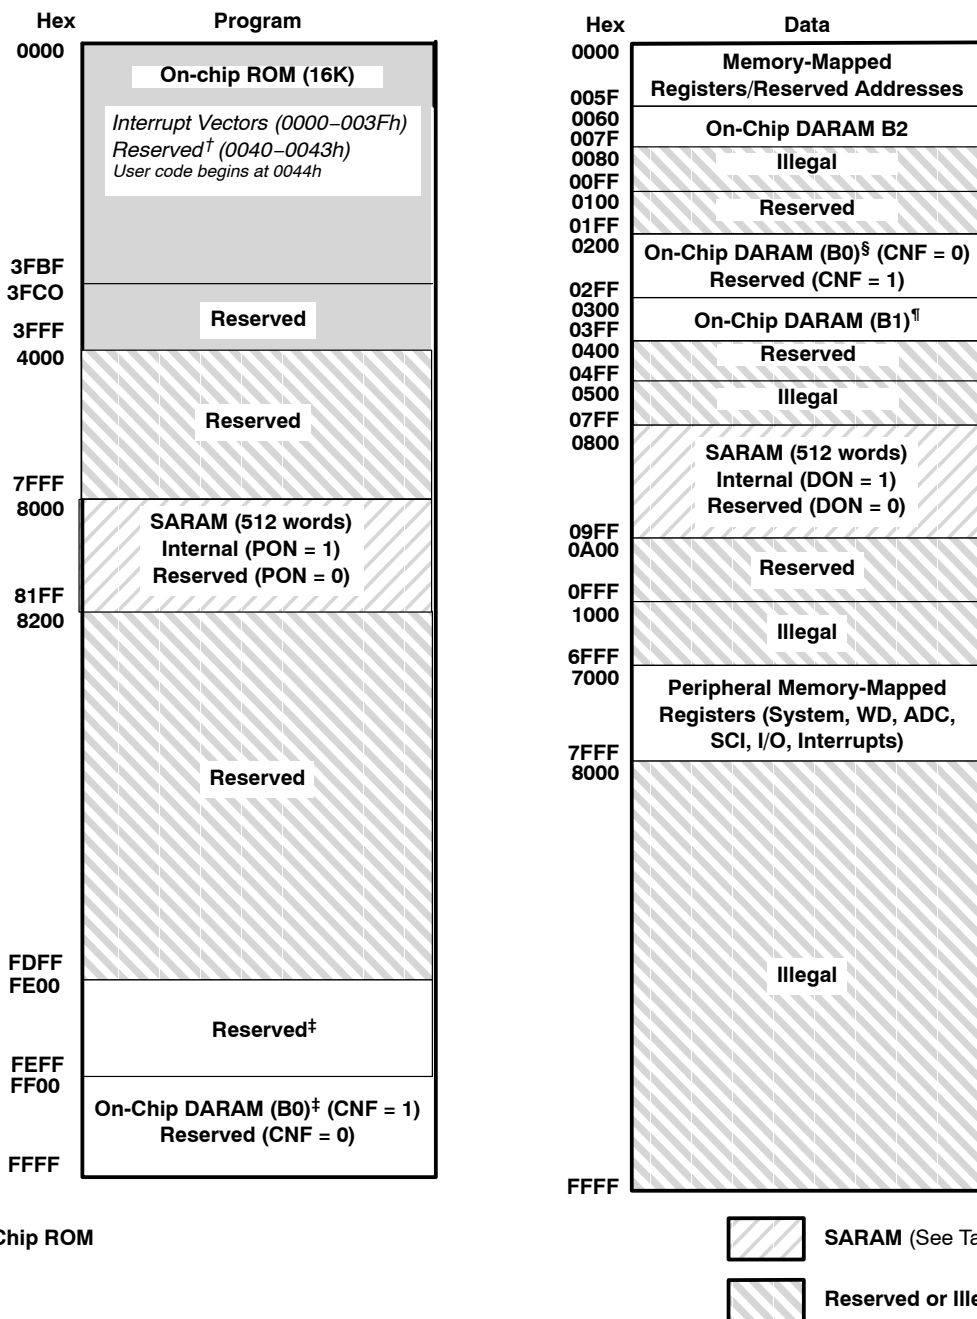 Hex Program
0000
On-chip ROM (16K)
Interrupt Vectors (0000−003Fh)
Reserved† (0040−0043h)
User code begins at 0044h
3FBF
3FCO
Reserved
3FFF
4000
Reserved
7FFF
8000
SARAM (512 words)
Internal (PON = 1)
Reserved (PON = 0)
81FF
8200
Reserved
FDFF
FE00
Reserved‡
FEFF
FF00
On-Chip DARAM (B0)‡ (CNF = 1)
Reserved (CNF = 0)
FFFF
Hex Data
0000
Memory-Mapped
Registers/Reserved Addresses
005F
0060
On-Chip DARAM B2
007F
0080
Illegal
00FF
0100
Reserved
01FF
0200
On-Chip DARAM (B0)§ (CNF = 0)
Reserved (CNF = 1)
02FF
0300
On-Chip DARAM (B1)¶
03FF
0400
Reserved
04FF
0500
Illegal
07FF
0800
SARAM (512 words)
Internal (DON = 1)
Reserved (DON = 0)
09FF
0A00
Reserved
0FFF
1000
Illegal
6FFF
7000
Peripheral Memory-Mapped
Registers (System, WD, ADC,
SCI, I/O, Interrupts)
7FFF
8000
Illegal
FFFF
Chip ROM
SARAM (See Ta
Reserved or Ille